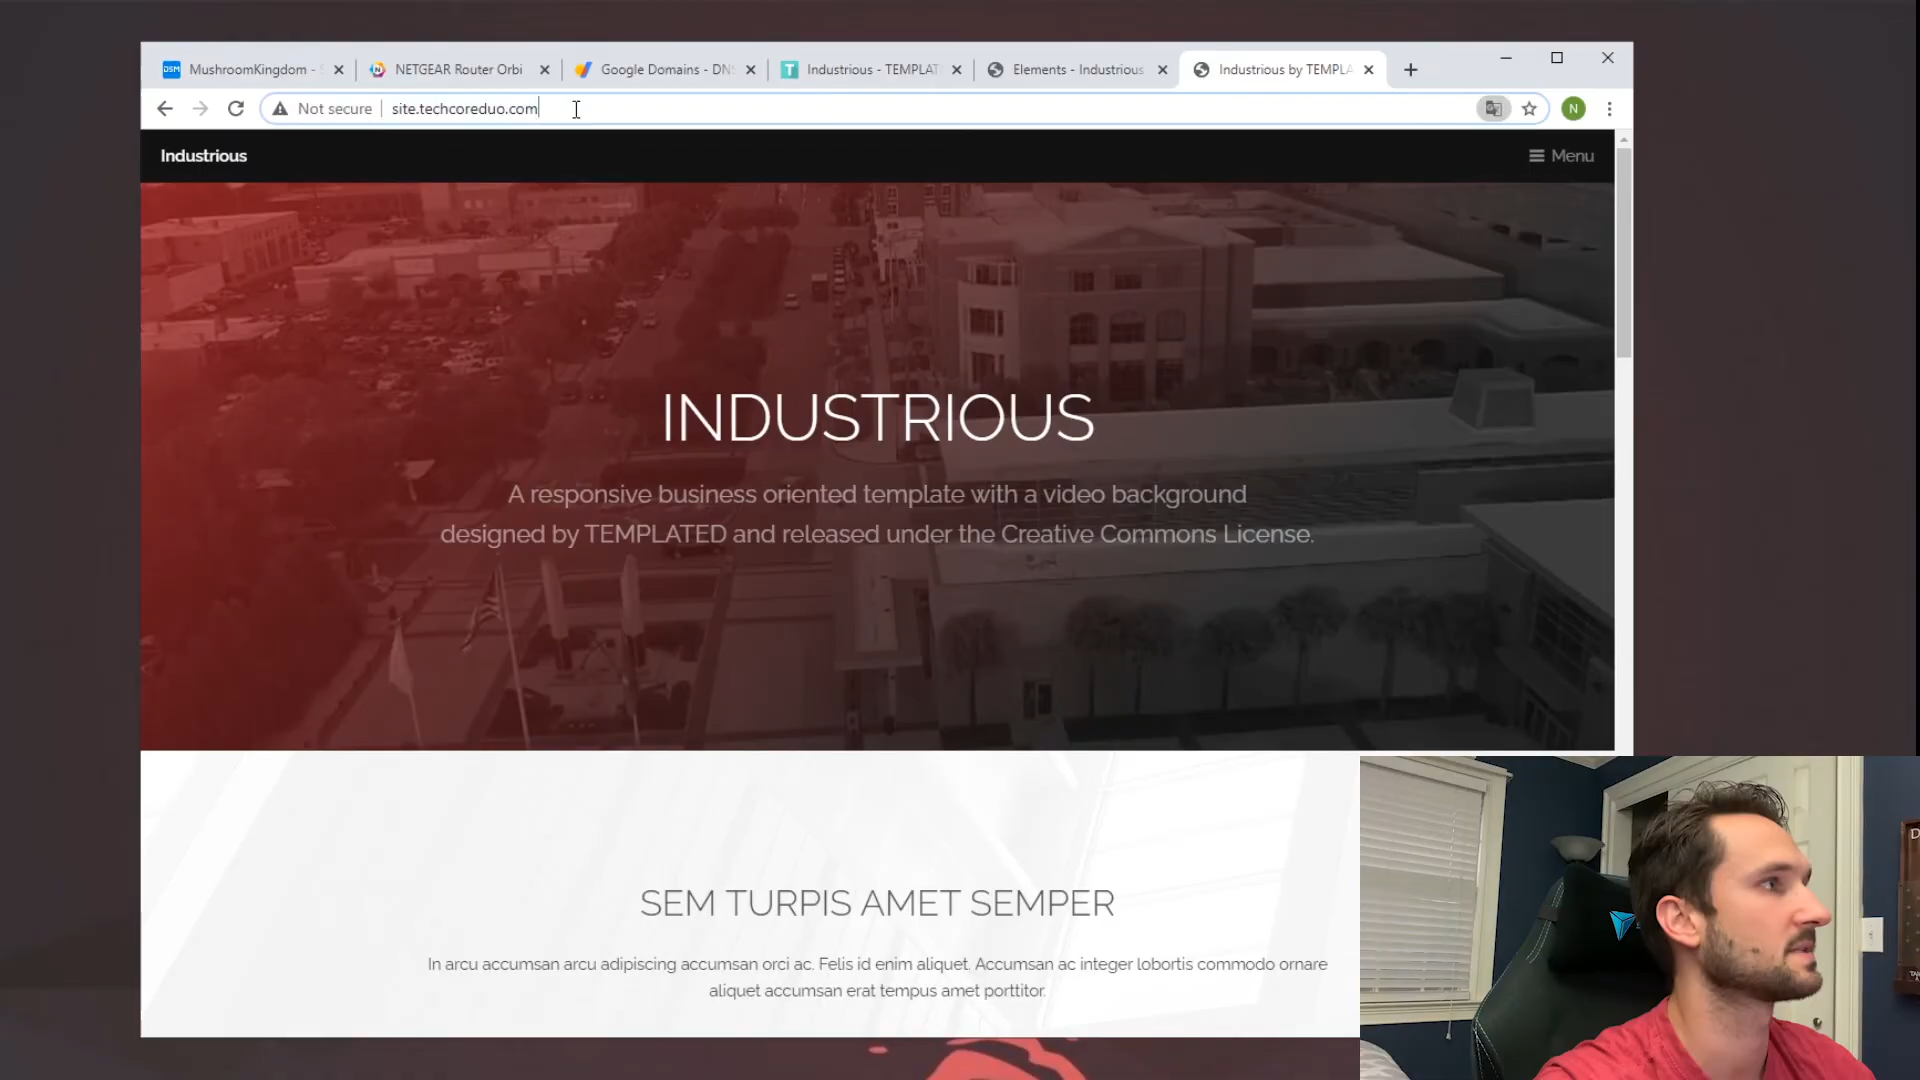 DSM MushroomKingdom -
NETGEAR Router Orbi
Google Domains - DNS
T Industrious - TEMPLAT
Elements - Industrious
Industrious by TEMPLA
Not secure | site.techcoreduo.com
N
Industrious
Menu
INDUSTRIOUS
A responsive business oriented template with a video background
designed by TEMPLATED and released under the Creative Commons License.
SEM TURPIS AMET SEMPER
In arcu accumsan arcu adipiscing accumsan orci ac. Felis id enim aliquet. Accumsan ac integer lobortis commodo ornare
aliquet accumsan erat tempus amet porttitor.